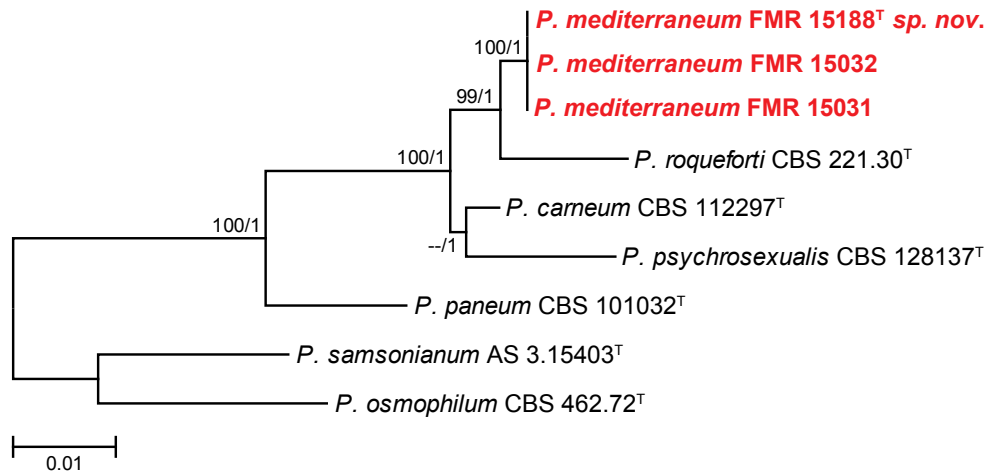 P. mediterraneum FMR 15188ᵀ sp. nov.
100/1
P. mediterraneum FMR 15032
99/1
P. mediterraneum FMR 15031
P. roqueforti CBS 221.30ᵀ
100/1
P. carneum CBS 112297ᵀ
100/1
--/1
P. psychrosexualis CBS 128137ᵀ
P. paneum CBS 101032ᵀ
P. samsonianum AS 3.15403ᵀ
P. osmophilum CBS 462.72ᵀ
0.01